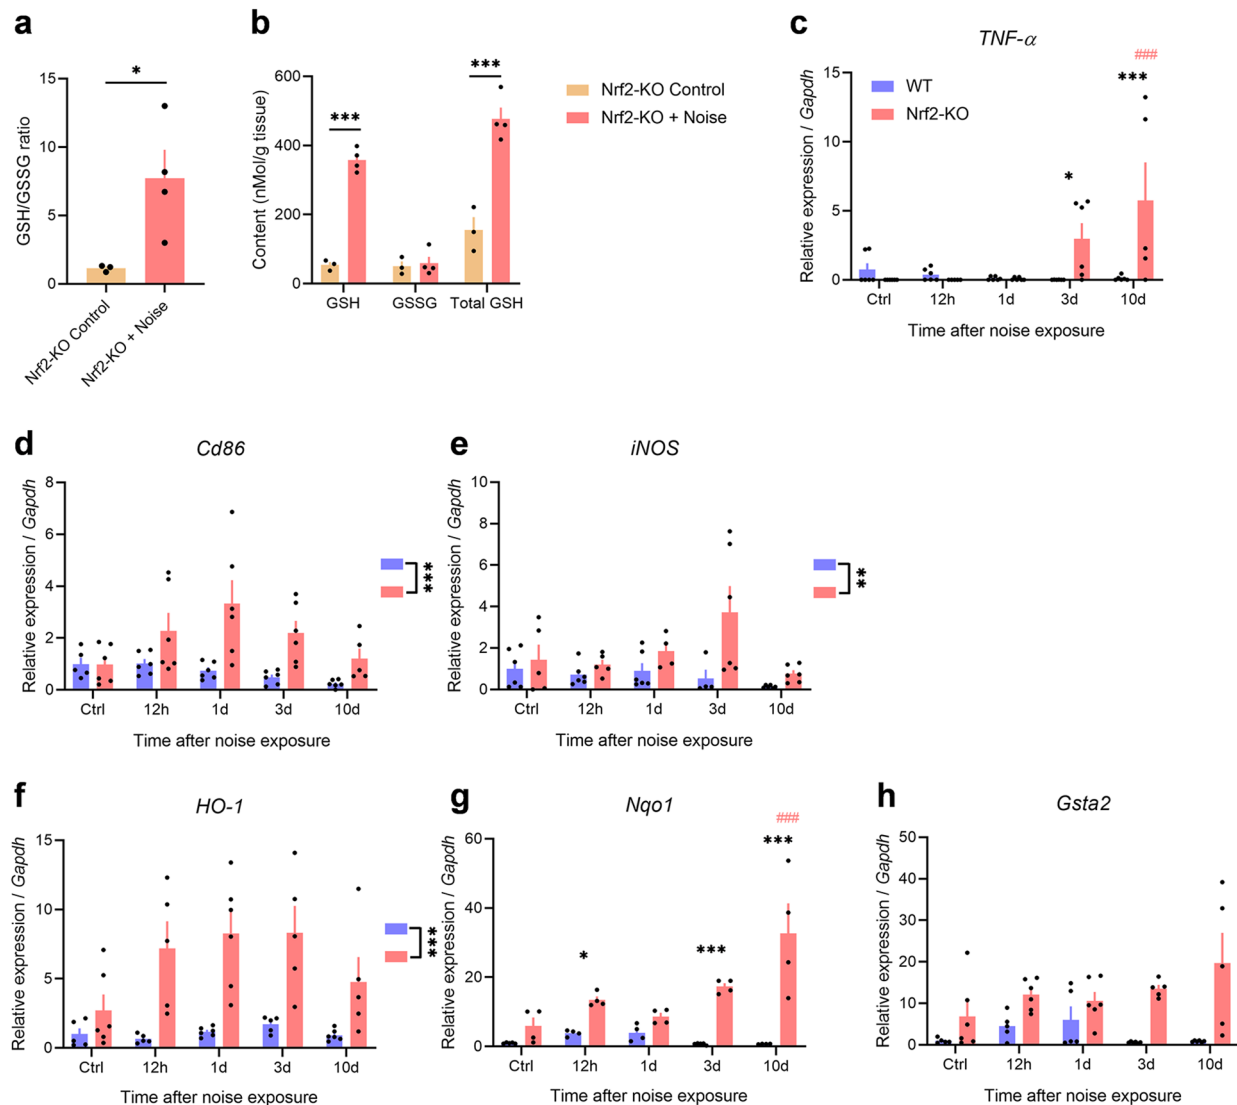 a
*
GSH/GSSG ratio
15
10
5
0
Nrf2-KO Control
Nrf2-KO + Noise
b
***
***
Content (nMol/g tissue)
600
400
200
0
GSH
GSSG
Total GSH
Nrf2-KO Control
Nrf2-KO + Noise
c
TNF-α
###
***
*
WT
Nrf2-KO
Relative expression / Gapdh
15
10
5
0
Ctrl
12h
1d
3d
10d
Time after noise exposure
d
Cd86
Relative expression / Gapdh
8
6
4
2
0
Ctrl
12h
1d
3d
10d
Time after noise exposure
***
e
iNOS
Relative expression / Gapdh
10
8
6
4
2
0
Ctrl
12h
1d
3d
10d
Time after noise exposure
**
f
HO-1
Relative expression / Gapdh
15
10
5
0
Ctrl
12h
1d
3d
10d
Time after noise exposure
***
g
Nqo1
###
***
***
*
Relative expression / Gapdh
60
40
20
0
Ctrl
12h
1d
3d
10d
Time after noise exposure
h
Gsta2
Relative expression / Gapdh
50
40
30
20
10
0
Ctrl
12h
1d
3d
10d
Time after noise exposure